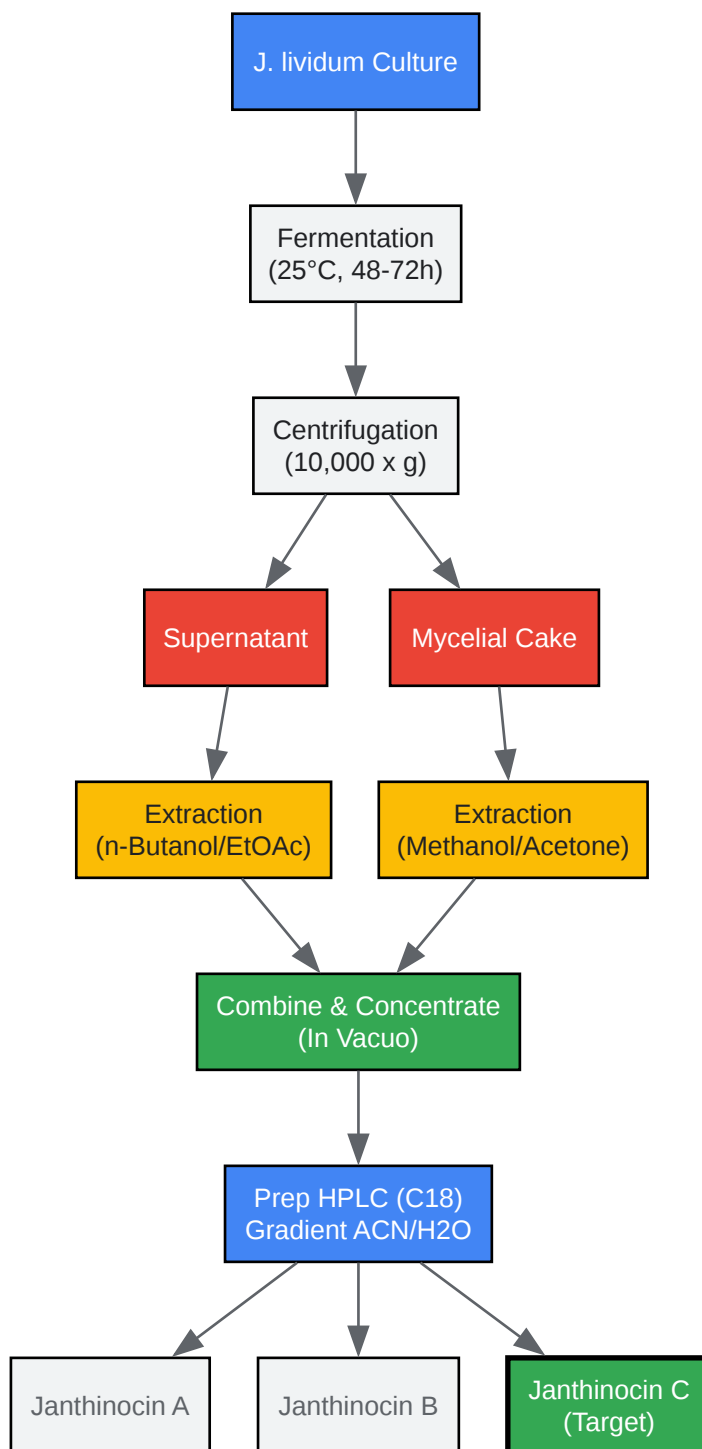 J. lividum Culture
Fermentation
(25°C, 48-72h)
Centrifugation
(10,000 x g)
Supernatant
Mycelial Cake
Extraction
(n-Butanol/EtOAc)
Extraction
(Methanol/Acetone)
Combine & Concentrate
(In Vacuo)
Prep HPLC (C18)
Gradient ACN/H2O
Janthinocin A
Janthinocin B
Janthinocin C
(Target)